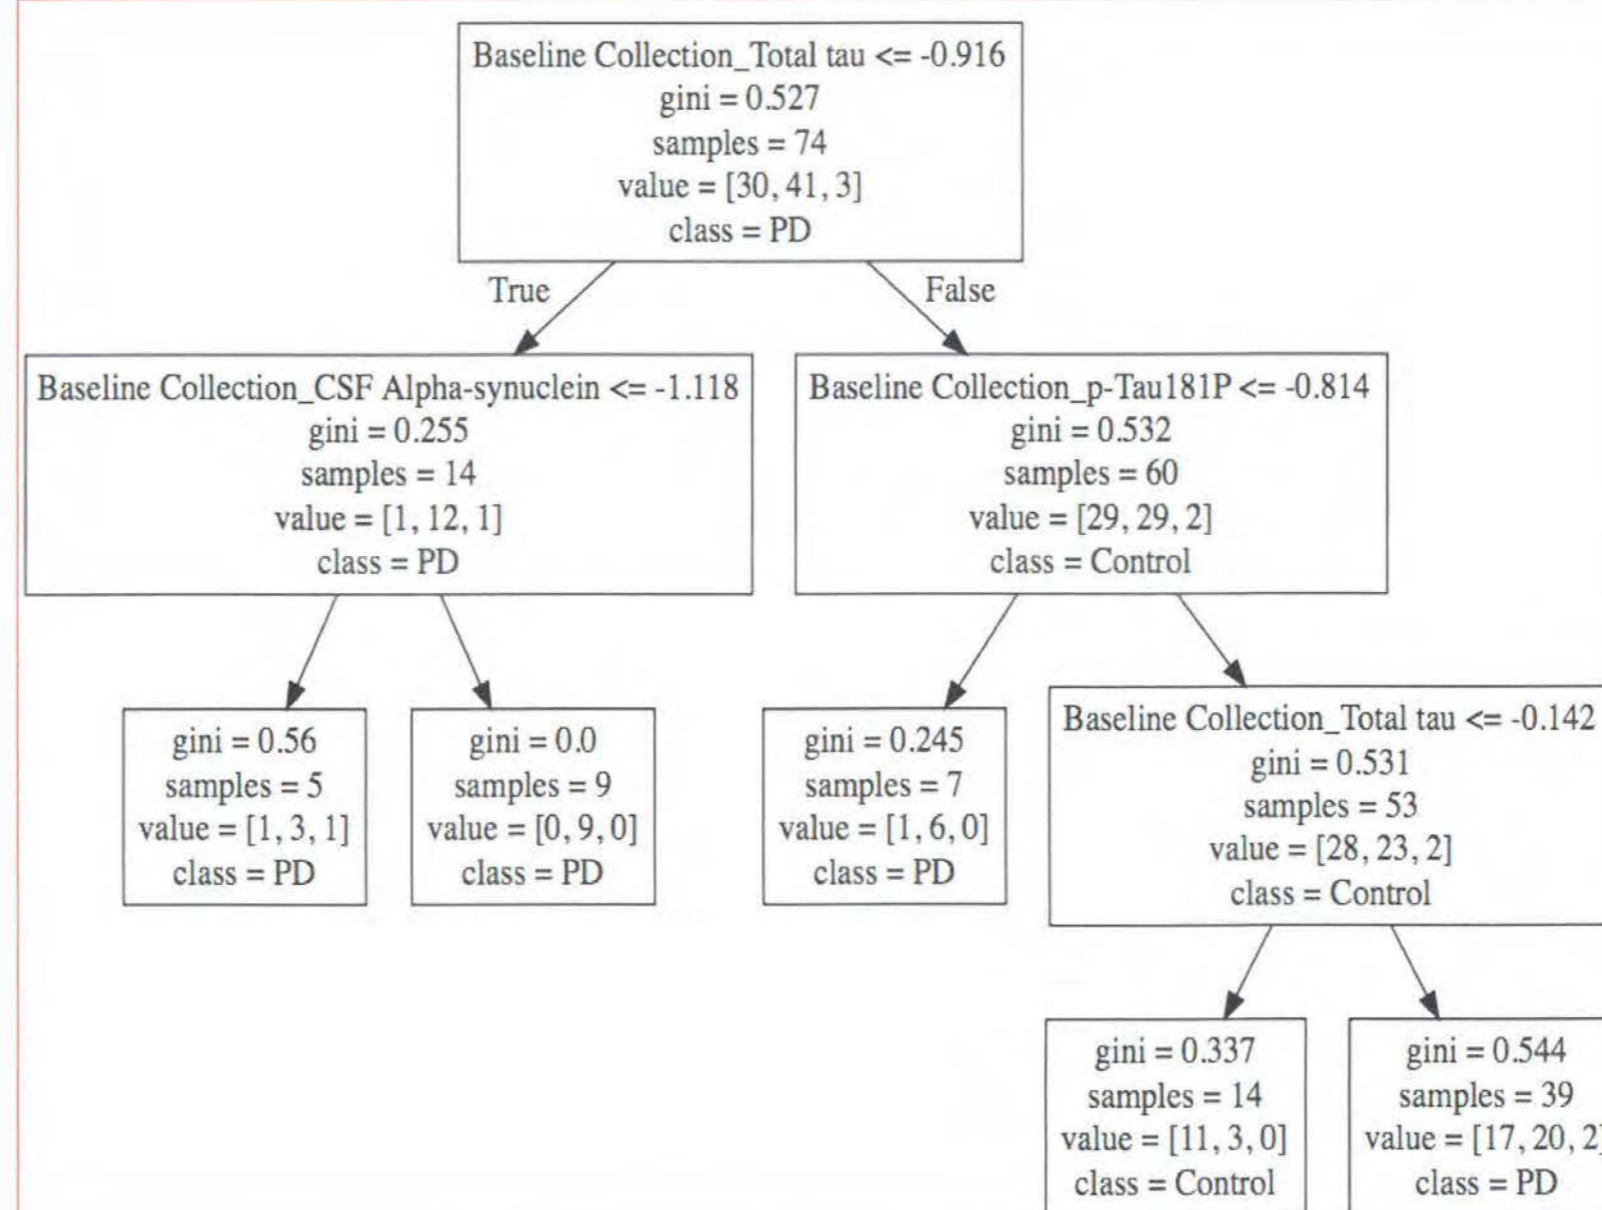 Baseline Collection_Total tau <= -0.916
gini = 0.527
samples = 74
value = [30, 41, 3]
class = PD
True
False
Baseline Collection_CSF Alpha-synuclein <= -1.118
gini = 0.255
samples = 14
value = [1, 12, 1]
class = PD
Baseline Collection_p-Tau181P <= -0.814
gini = 0.532
samples = 60
value = [29, 29, 2]
class = Control
gini = 0.56
samples = 5
value = [1, 3, 1]
class = PD
gini = 0.0
samples = 9
value = [0, 9, 0]
class = PD
gini = 0.245
samples = 7
value = [1, 6, 0]
class = PD
Baseline Collection_Total tau <= -0.142
gini = 0.531
samples = 53
value = [28, 23, 2]
class = Control
gini = 0.337
samples = 14
value = [11, 3, 0]
class = Control
gini = 0.544
samples = 39
value = [17, 20, 2]
class = PD